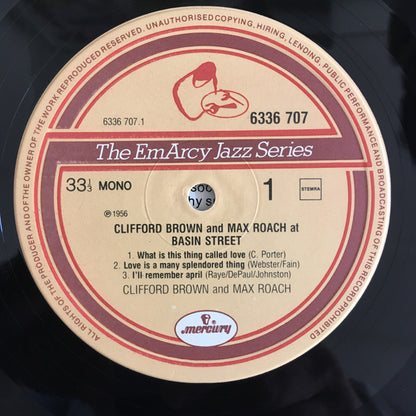 ALL RIGHTS OF THE PRODUCER AND OF THE OWNER OF THE WORK REPRODUCED RESERVED. UNAUTHORISED COPYING, HIRING, LENDING, PUBLIC PERFORMANCE AND BROADCASTING OF THIS RECORD PROHIBITED
6336 707.1
6336 707
The EmArcy Jazz Series
33⅓ MONO
1
STEMRA
℗ 1956
CLIFFORD BROWN and MAX ROACH at
BASIN STREET
1. What is this thing called love (C. Porter)
2. Love is a many splendored thing (Webster/Fain)
3. I'll remember april (Raye/DePaul/Johnston)
CLIFFORD BROWN and MAX ROACH
mercury